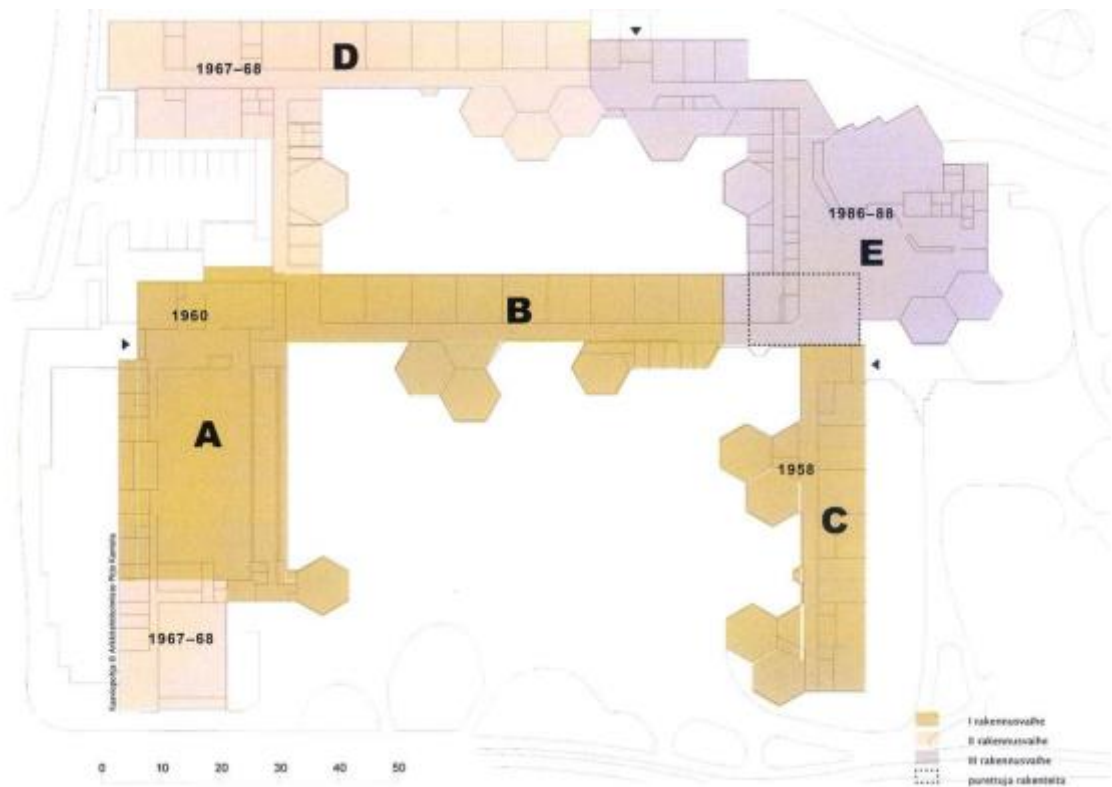 D
1967–68
1986–88
E
B
1960
A
1958
C
1967–68
I rakennusvaihe
II rakennusvaihe
III rakennusvaihe
purettuja rakenteita
0 10 20 30 40 50